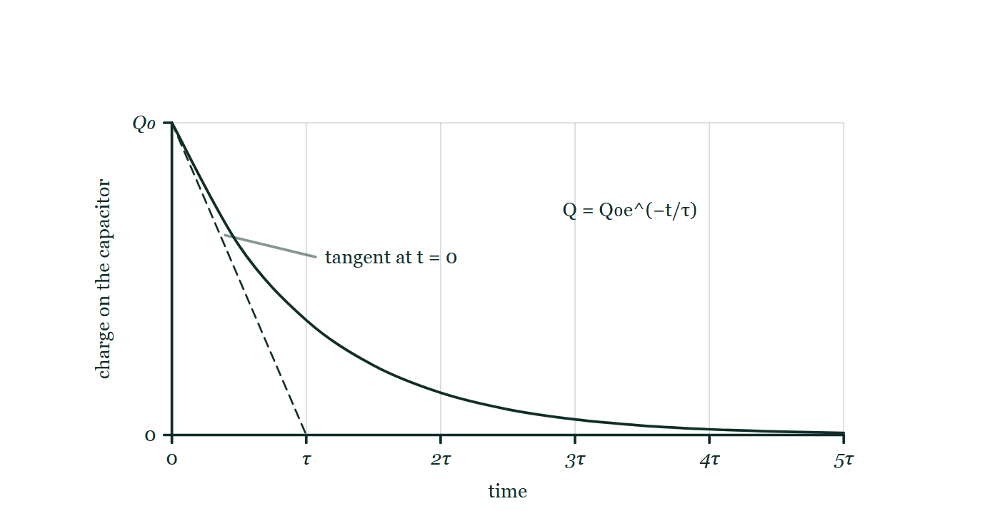 Q₀
charge on the capacitor
Q = Q₀e^(−t/τ)
tangent at t = 0
0
0 τ 2τ 3τ 4τ 5τ
time